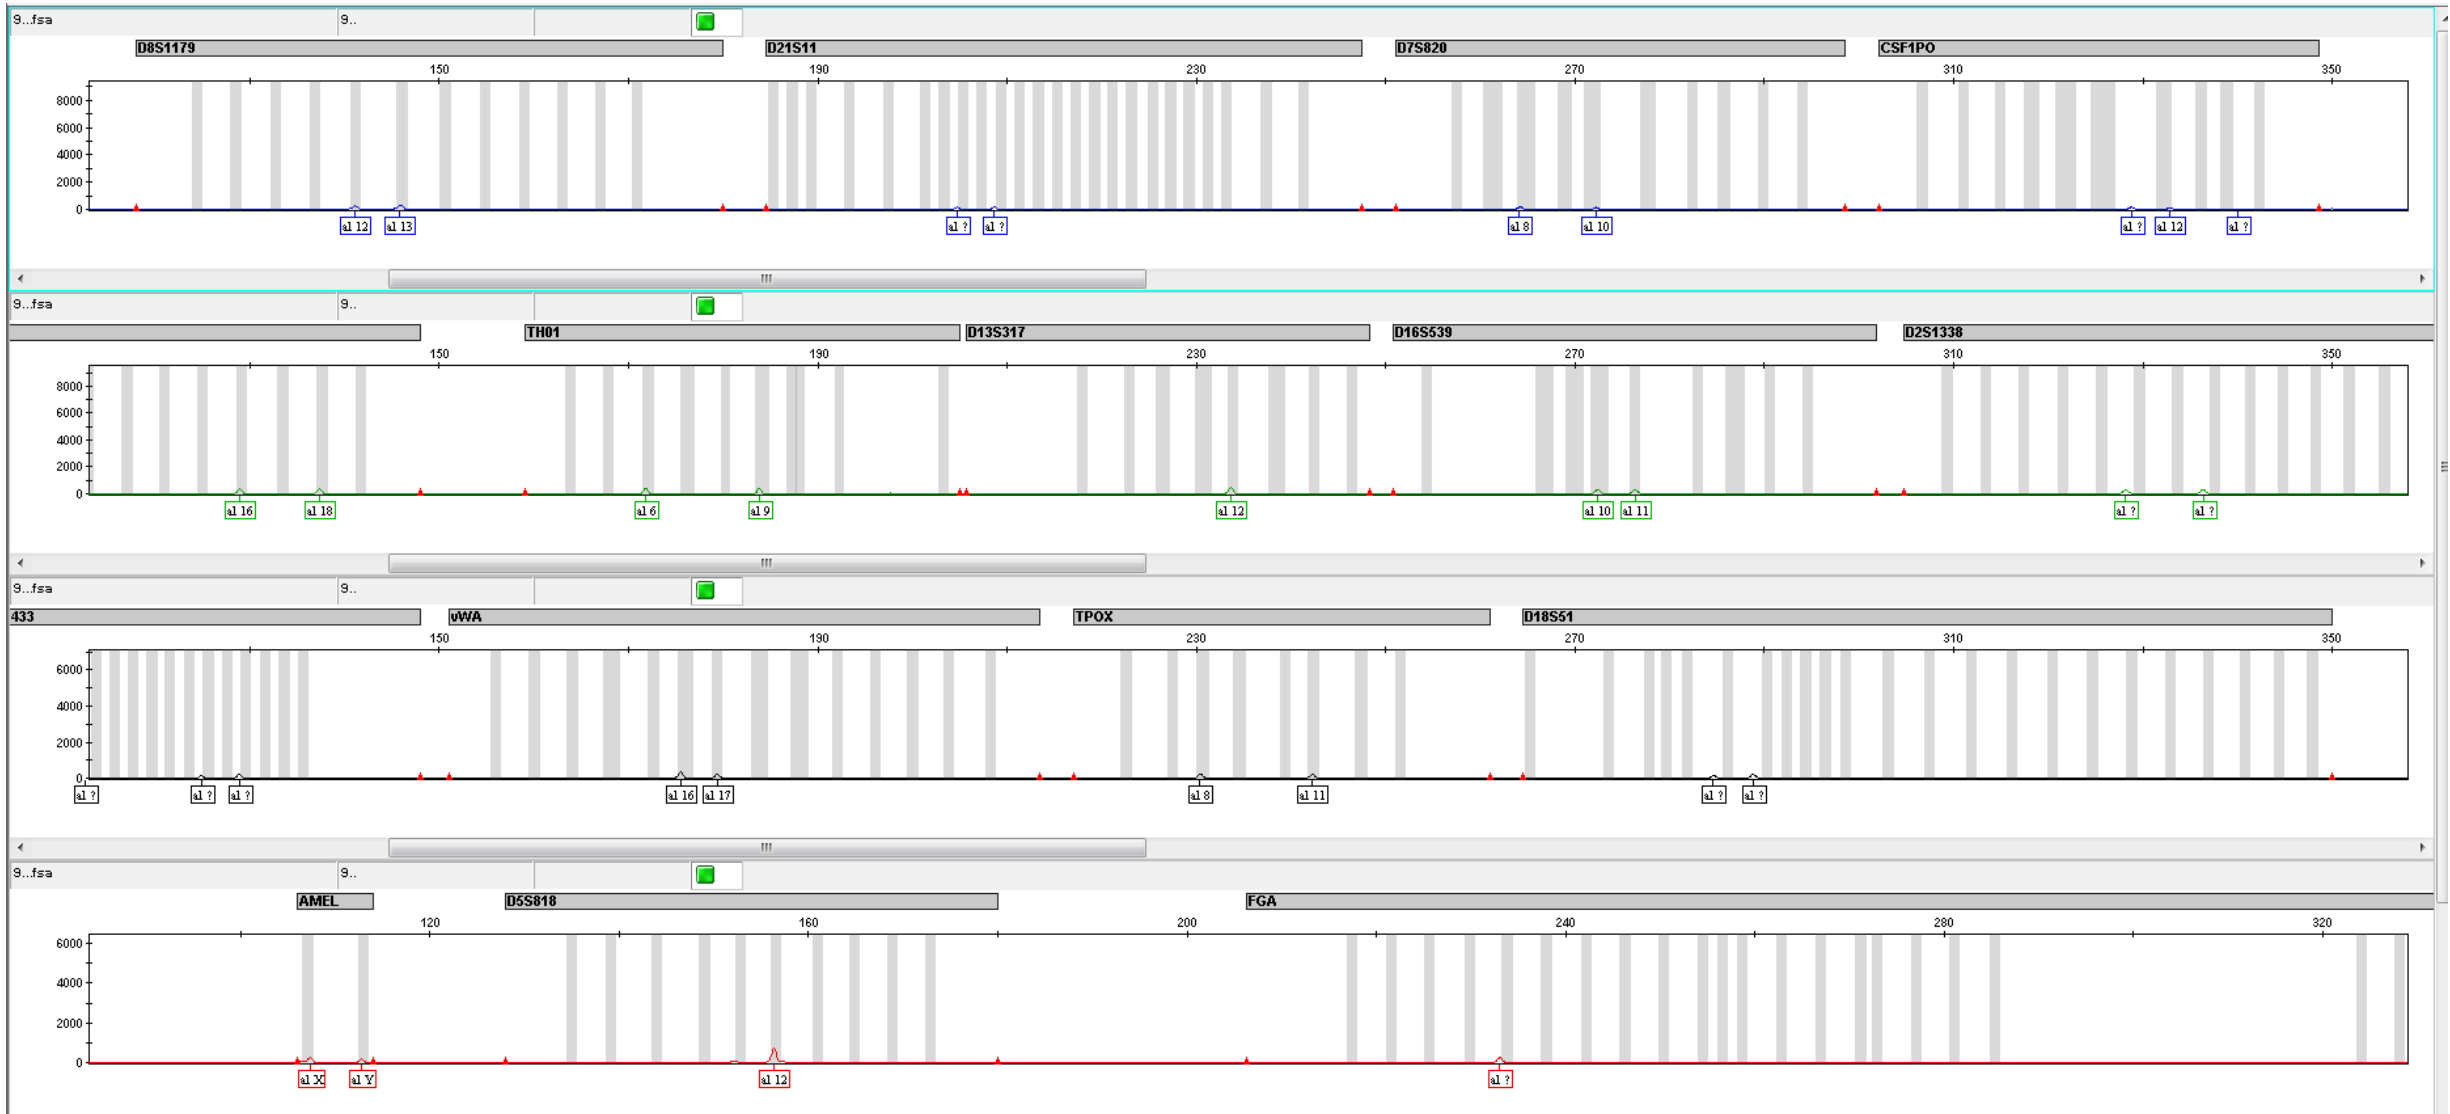 9...fsa 9..
D8S1179 D21S11 D7S820 CSF1PO
150 190 230 270 310 350
8000
6000
4000
2000
0
al 12 al 13 al ? al ? al 8 al 10 al ? al 12 al ?
9...fsa 9..
TH01 D13S317 D16S539 D2S1338
150 190 230 270 310 350
8000
6000
4000
2000
0
al 16 al 18 al 6 al 9 al 12 al 10 al 11 al ? al ?
9...fsa 9..
433 vWA TPOX D18S51
150 190 230 270 310 350
6000
4000
2000
0
al ? al ? al ? al 16 al 17 al 8 al 11 al ? al ?
9...fsa 9..
AMEL D5S818 FGA
120 160 200 240 280 320
6000
4000
2000
0
al X al Y al 12 al ?